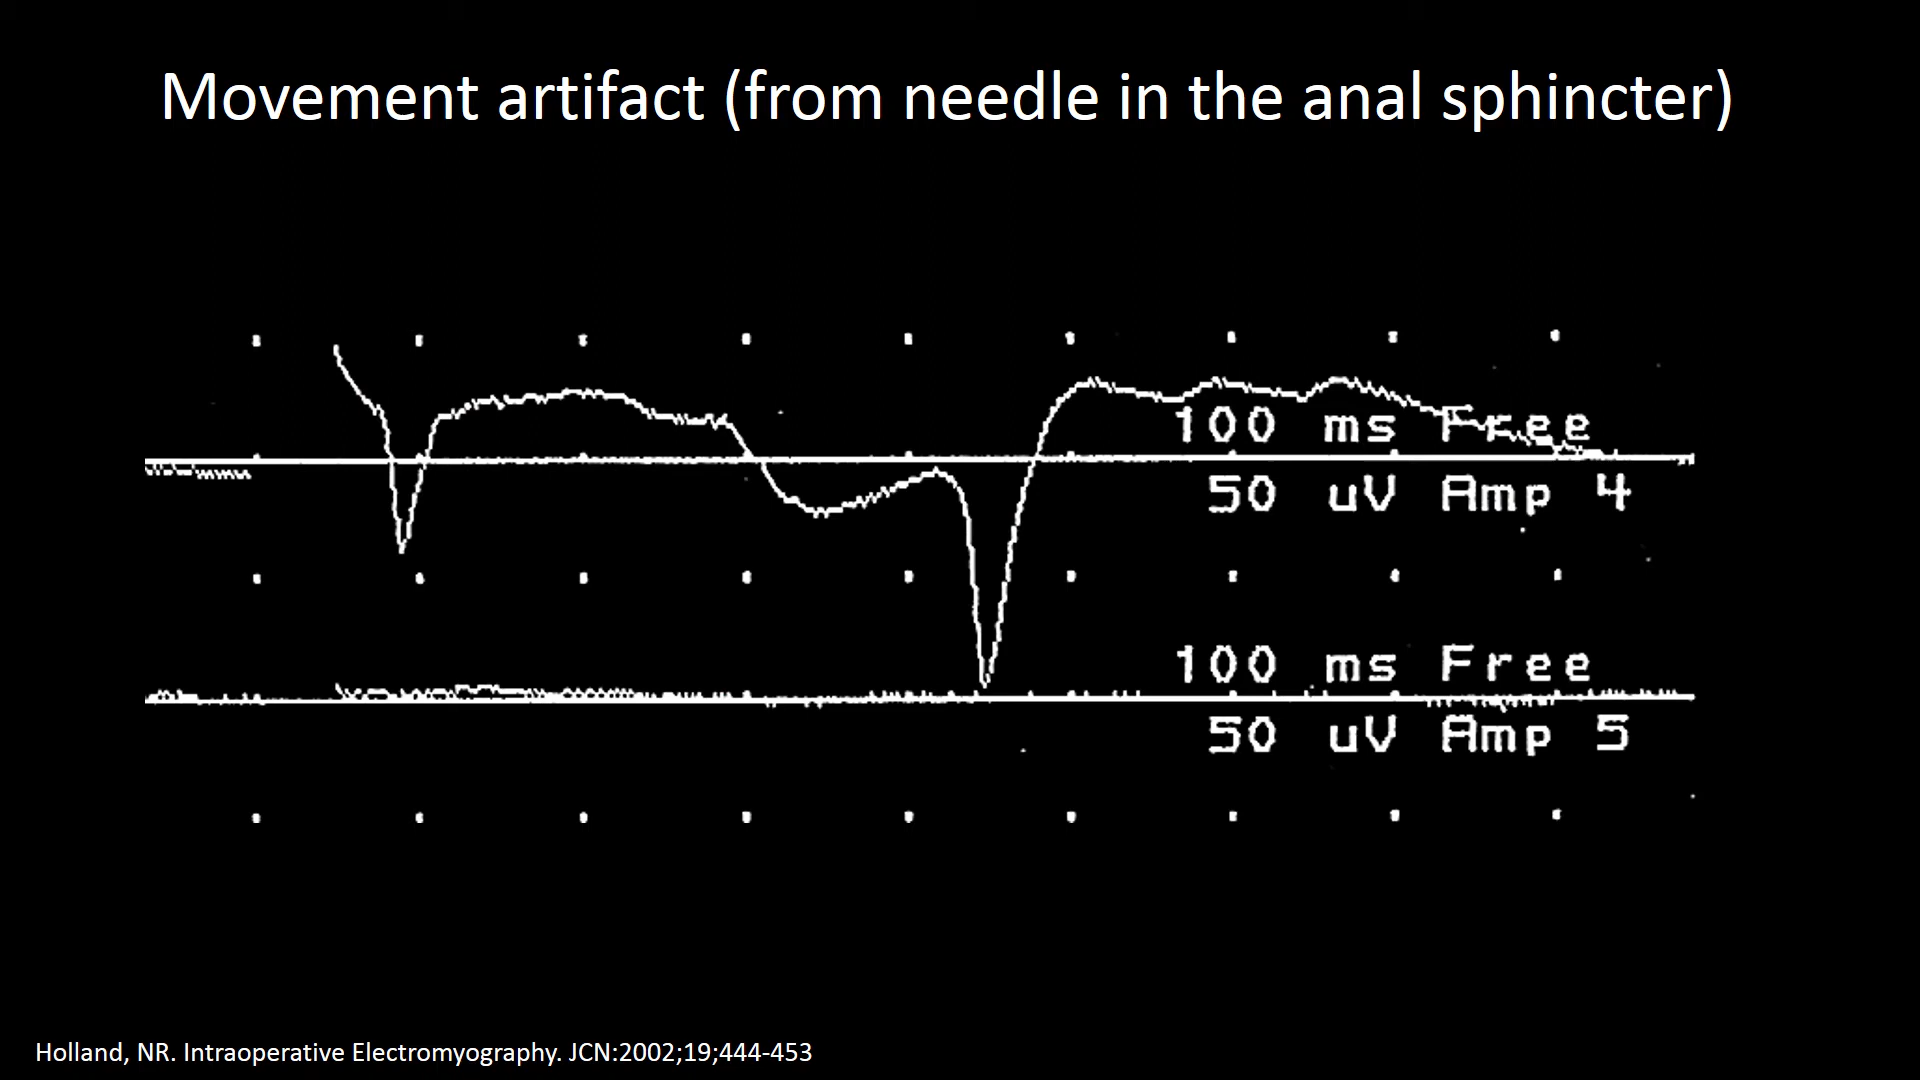 Movement artifact (from needle in the anal sphincter)
100 ms Free
50 uV Amp 4
100 ms Free
50 uV Amp 5
Holland, NR. Intraoperative Electromyography. JCN:2002;19;444-453